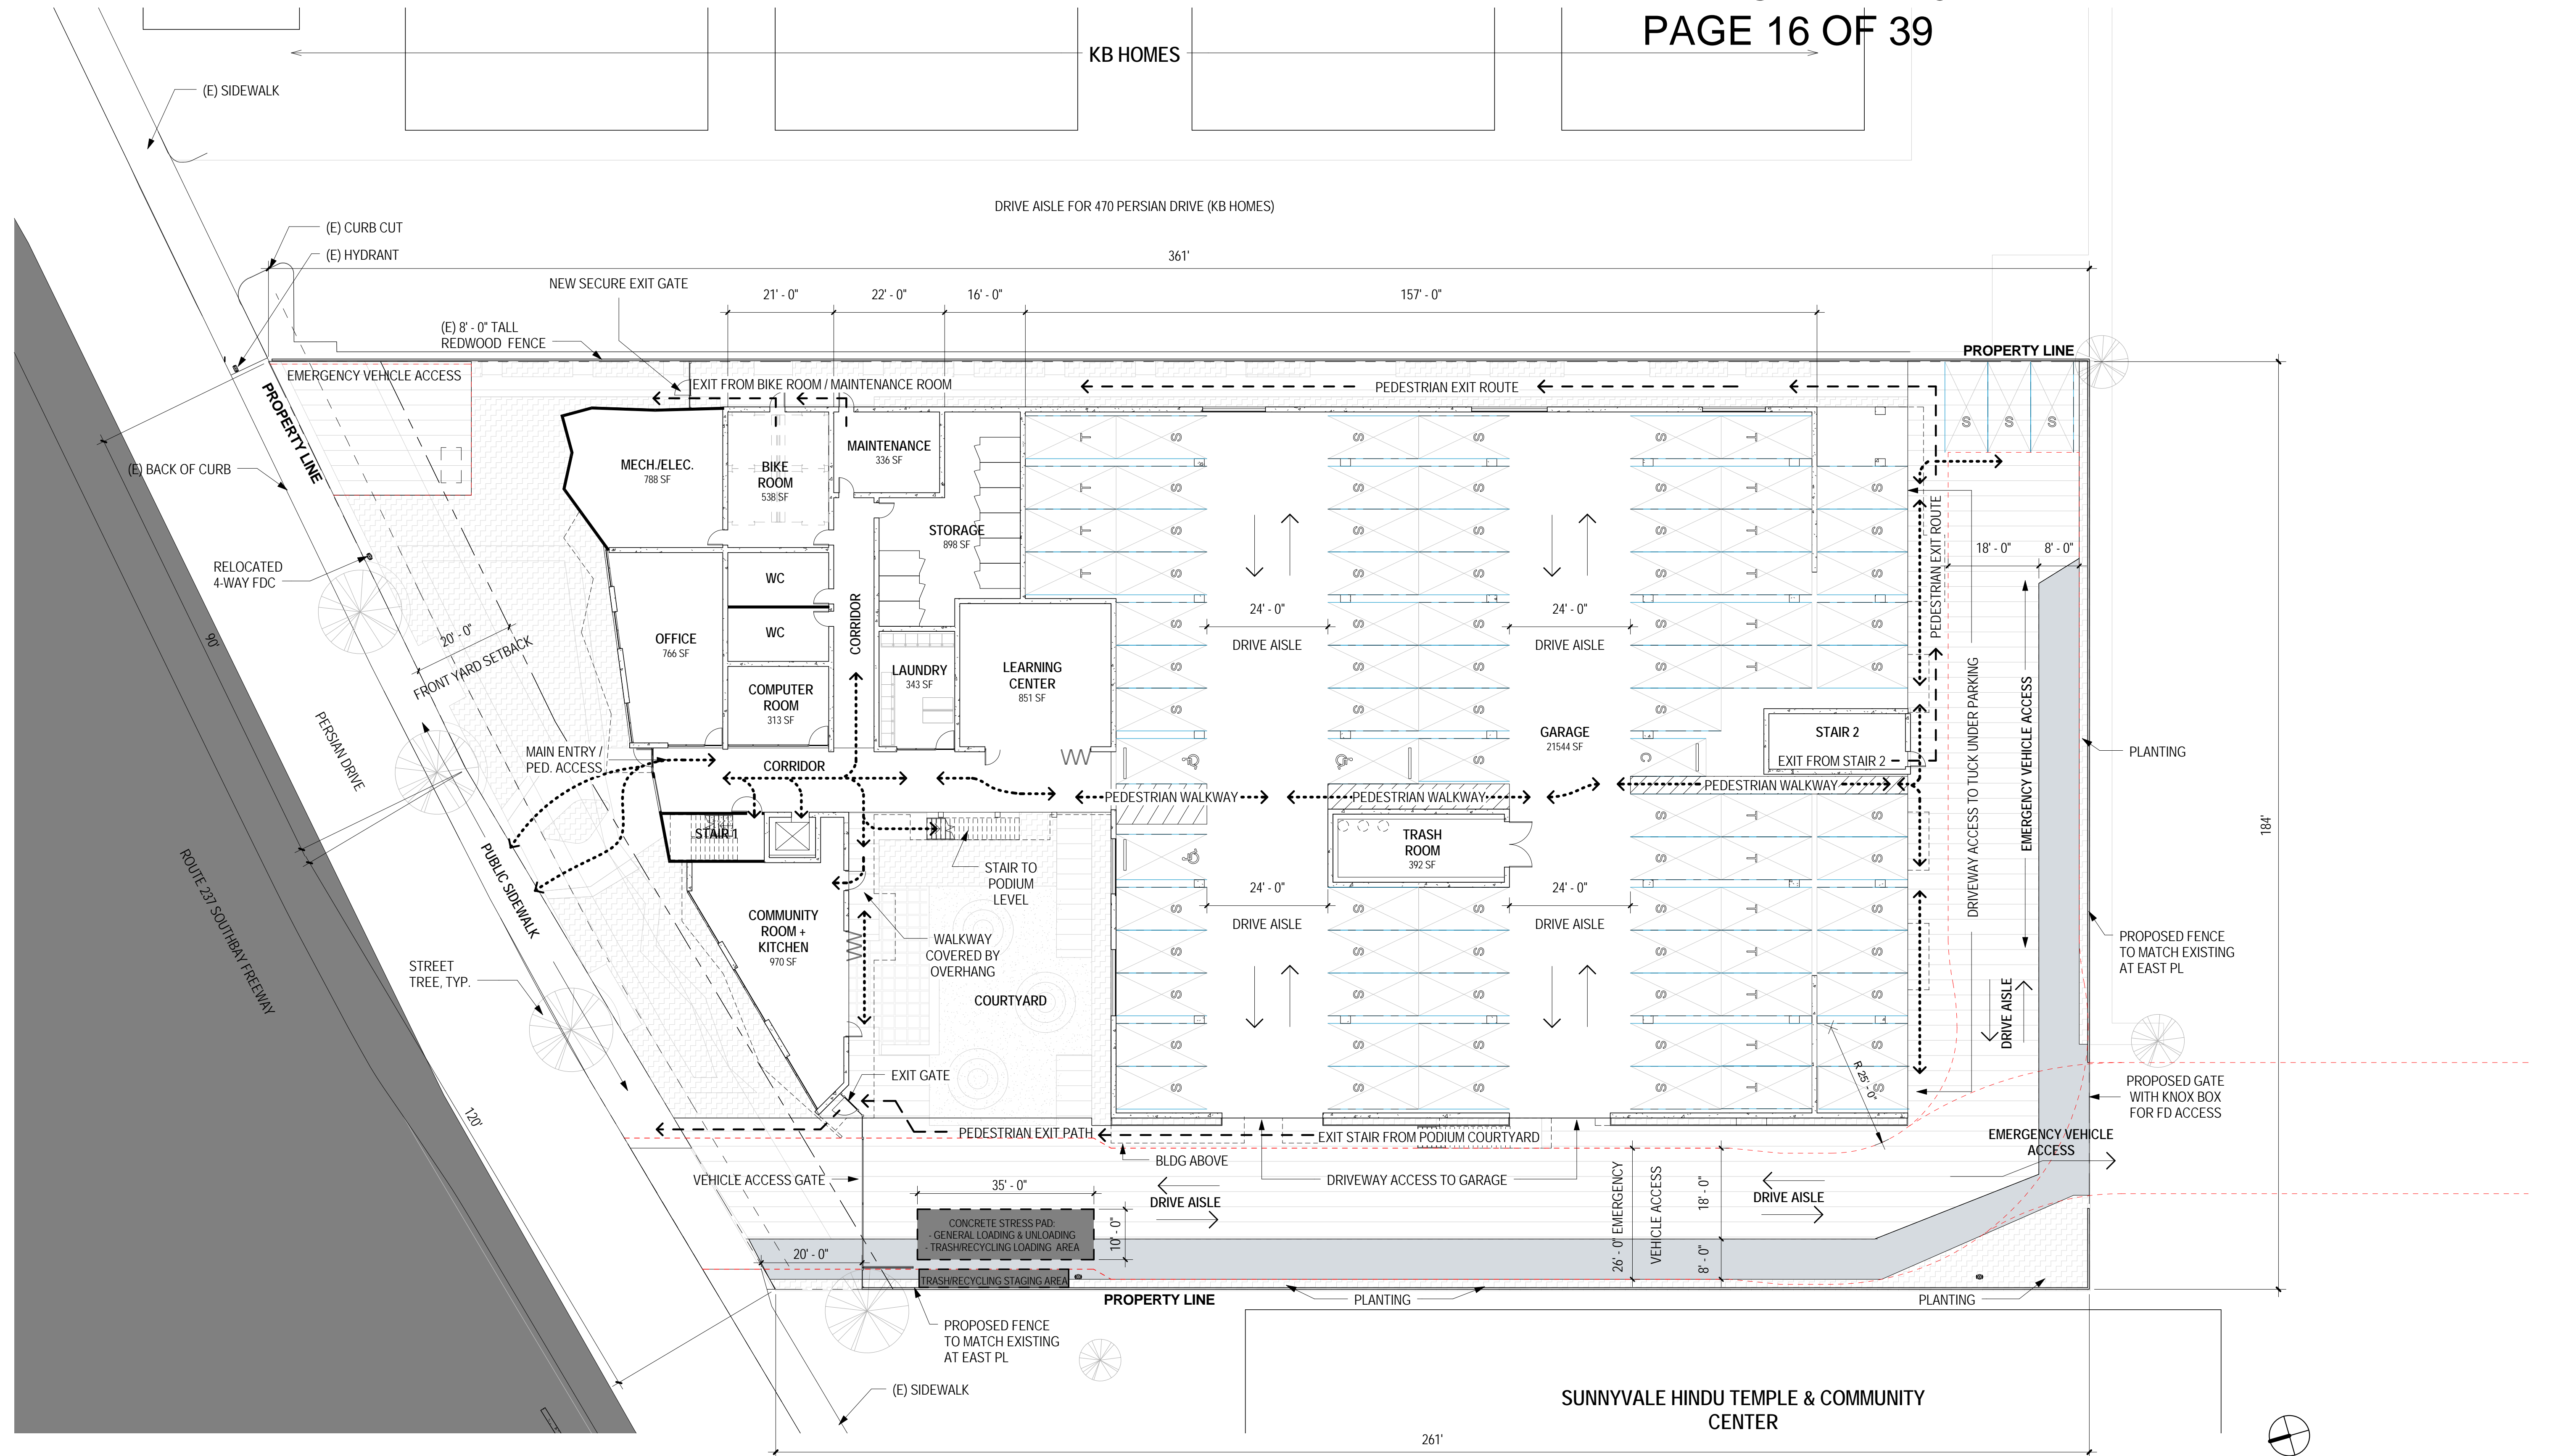 PAGE 16 OF 39
KB HOMES
(E) SIDEWALK
DRIVE AISLE FOR 470 PERSIAN DRIVE (KB HOMES)
(E) CURB CUT
(E) HYDRANT
361'
NEW SECURE EXIT GATE
21' - 0"
22' - 0"
16' - 0"
157' - 0"
(E) 8' - 0" TALL
REDWOOD FENCE
PROPERTY LINE
EMERGENCY VEHICLE ACCESS
EXIT FROM BIKE ROOM / MAINTENANCE ROOM
PEDESTRIAN EXIT ROUTE
PROPERTY LINE
(E) BACK OF CURB
MECH./ELEC.
788 SF
BIKE
ROOM
538 SF
MAINTENANCE
336 SF
STORAGE
898 SF
T S S S S T S
S S S
T S S S S T S
T S S S S T S
T S S S S T S
PEDESTRIAN EXIT ROUTE
18' - 0"
8' - 0"
RELOCATED
4-WAY FDC
WC
WC
CORRIDOR
24' - 0"
DRIVE AISLE
24' - 0"
DRIVE AISLE
S S S S T S
S S S S T S
S S S S
20' - 0"
FRONT YARD SETBACK
90'
OFFICE
766 SF
COMPUTER
ROOM
313 SF
LAUNDRY
343 SF
LEARNING
CENTER
851 SF
GARAGE
21544 SF
C
STAIR 2
EXIT FROM STAIR 2
DRIVEWAY ACCESS TO TUCK UNDER PARKING
EMERGENCY VEHICLE ACCESS
PLANTING
PERSIAN DRIVE
MAIN ENTRY /
PED. ACCESS
CORRIDOR
PEDESTRIAN WALKWAY
PEDESTRIAN WALKWAY
PEDESTRIAN WALKWAY
184'
STAIR 1
TRASH
ROOM
392 SF
S T S
STAIR TO
PODIUM
LEVEL
ROUTE 237 SOUTHBAY FREEWAY
PUBLIC SIDEWALK
24' - 0"
DRIVE AISLE
24' - 0"
DRIVE AISLE
COMMUNITY
ROOM +
KITCHEN
970 SF
WALKWAY
COVERED BY
OVERHANG
COURTYARD
S S S S T S
S S S S T S
S S S S T S
S S S S T S
S S S S T S
STREET
TREE, TYP.
PROPOSED FENCE
TO MATCH EXISTING
AT EAST PL
DRIVE AISLE
R 25' - 0"
PROPOSED GATE
WITH KNOX BOX
FOR FD ACCESS
EXIT GATE
120'
PEDESTRIAN EXIT PATH
EXIT STAIR FROM PODIUM COURTYARD
EMERGENCY VEHICLE
ACCESS
BLDG ABOVE
VEHICLE ACCESS GATE
DRIVEWAY ACCESS TO GARAGE
35' - 0"
DRIVE AISLE
26' - 0" EMERGENCY
VEHICLE ACCESS
18' - 0"
DRIVE AISLE
CONCRETE STRESS PAD:
- GENERAL LOADING & UNLOADING
- TRASH/RECYCLING LOADING AREA
10' - 0"
20' - 0"
8' - 0"
TRASH/RECYCLING STAGING AREA
PROPERTY LINE
PLANTING
PLANTING
PROPOSED FENCE
TO MATCH EXISTING
AT EAST PL
(E) SIDEWALK
SUNNYVALE HINDU TEMPLE & COMMUNITY
CENTER
261'